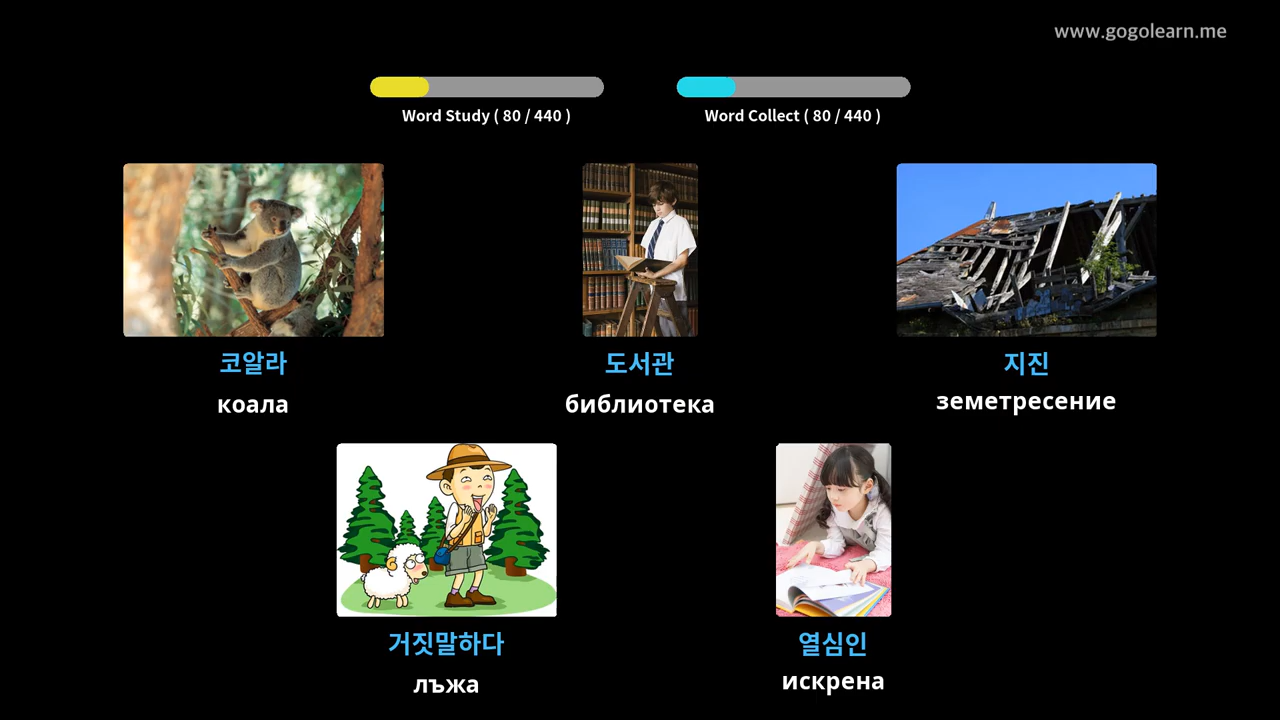 www.gogolearn.me
Word Study ( 80 / 440 )
Word Collect ( 80 / 440 )
코알라
도서관
지진
коала
библиотека
земетресение
거짓말하다
열심인
лъжа
искрена